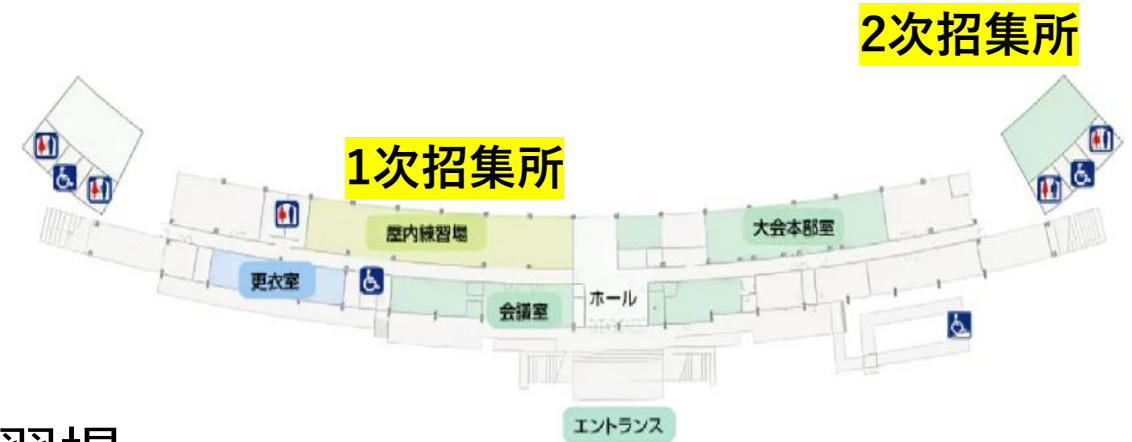 2次招集所
1次招集所
屋内練習場
大会本部室
更衣室
会議室
ホール
エントランス